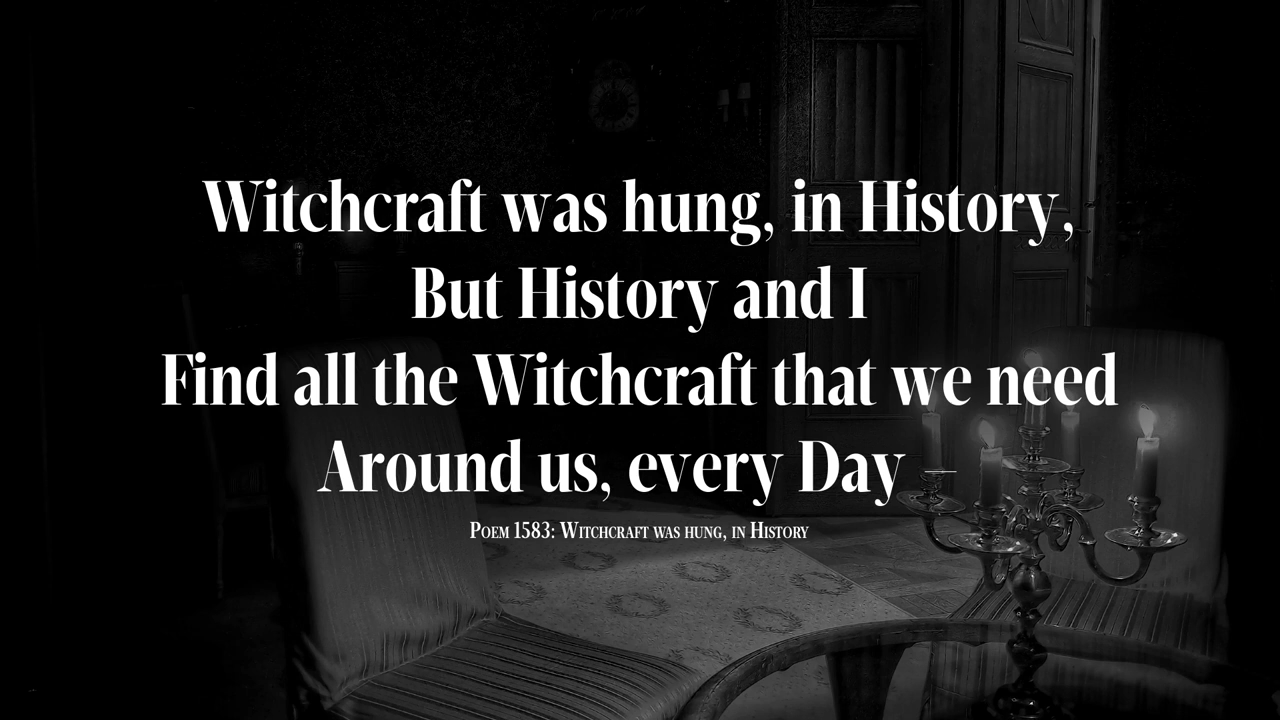 Witchcraft was hung, in History,
But History and I
Find all the Witchcraft that we need
Around us, every Day –
Poem 1583: Witchcraft was hung, in History